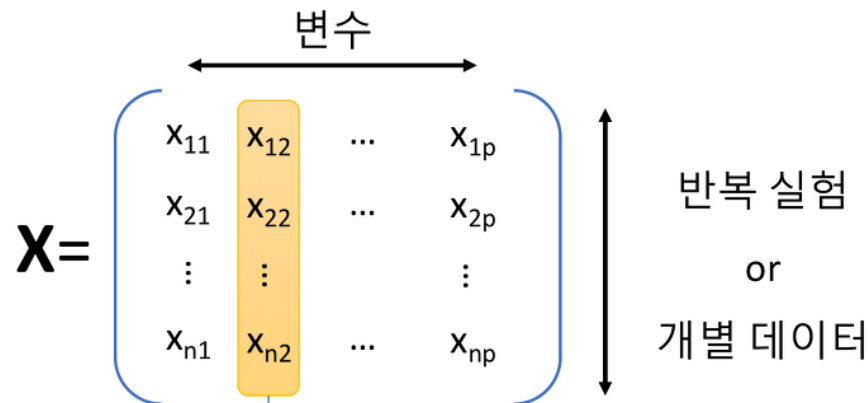 변수
x11 x12 ... x1p
x21 x22 ... x2p
X=
⋮ ⋮ ⋮
xn1 xn2 ... xnp
반복 실험
or
개별 데이터